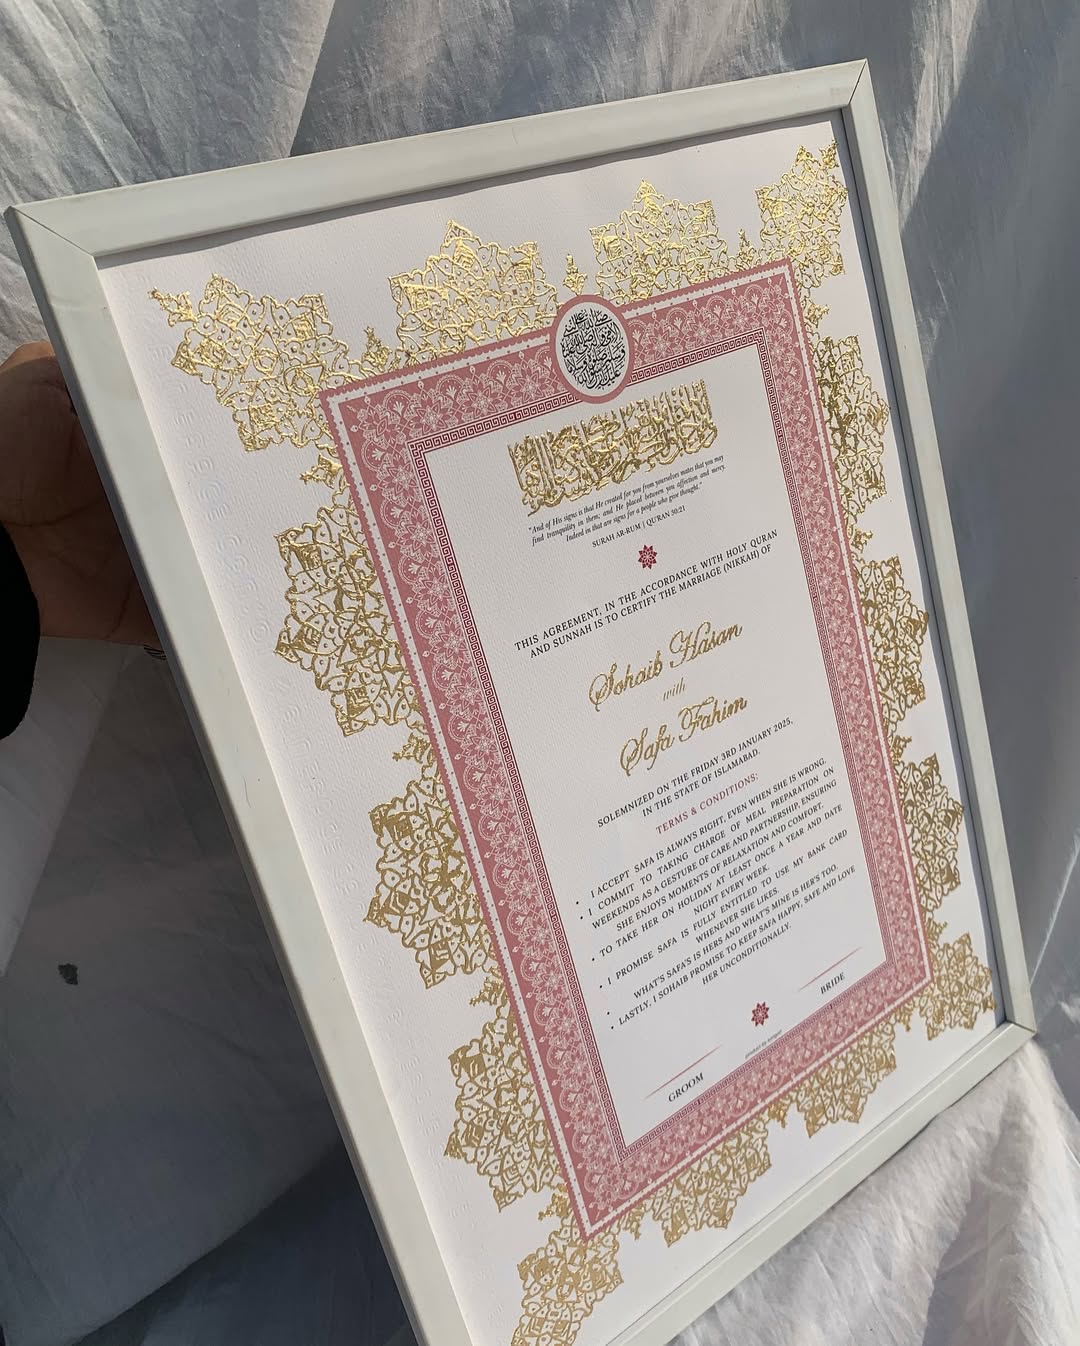 "And of His signs is that He created for you from yourselves mates that you may
find tranquility in them; and He placed between you affection and mercy.
Indeed in that are signs for a people who give thought."
SURAH AR-RUM | QURAN 30:21
THIS AGREEMENT, IN THE ACCORDANCE WITH HOLY QURAN
AND SUNNAH IS TO CERTIFY THE MARRIAGE (NIKKAH) OF
Sohaib Hasan
with
Safa Fahim
SOLEMNIZED ON THE FRIDAY 3RD JANUARY 2025,
IN THE STATE OF ISLAMABAD.
TERMS & CONDITIONS:
• I ACCEPT SAFA IS ALWAYS RIGHT, EVEN WHEN SHE IS WRONG.
• I COMMIT TO TAKING CHARGE OF MEAL PREPARATION ON
WEEKENDS AS A GESTURE OF CARE AND PARTNERSHIP, ENSURING
SHE ENJOYS MOMENTS OF RELAXATION AND COMFORT.
• TO TAKE HER ON HOLIDAY AT LEAST ONCE A YEAR AND DATE
NIGHT EVERY WEEK.
• I PROMISE SAFA IS FULLY ENTITLED TO USE MY BANK CARD
WHENEVER SHE LIKES.
• WHAT'S SAFA'S IS HERS AND WHAT'S MINE IS HER'S TOO.
• LASTLY, I SOHAIB PROMISE TO KEEP SAFA HAPPY, SAFE AND LOVE
HER UNCONDITIONALLY.
GROOM
BRIDE